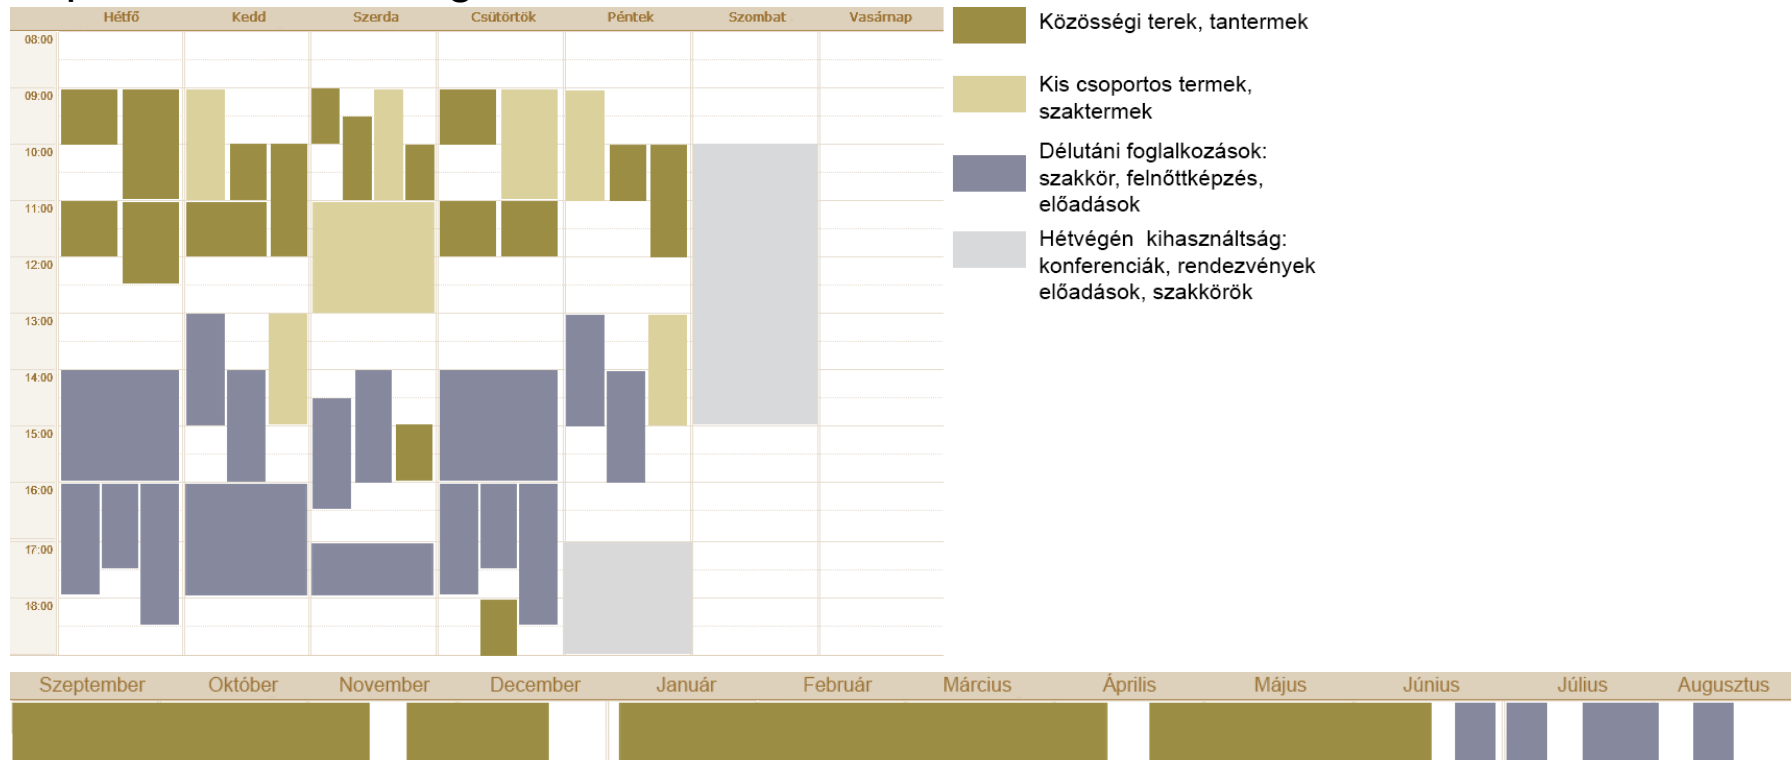 Hétfő Kedd Szerda Csütörtök Péntek Szombat Vasárnap
08:00
09:00
10:00
11:00
12:00
13:00
14:00
15:00
16:00
17:00
18:00
Közösségi terek, tantermek
Kis csoportos termek,
szaktermek
Délutáni foglalkozások:
szakkör, felnőttképzés,
előadások
Hétvégén kihasználtság:
konferenciák, rendezvények
előadások, szakkörök
Szeptember Október November December Január Február Március Április Május Június Július Augusztus